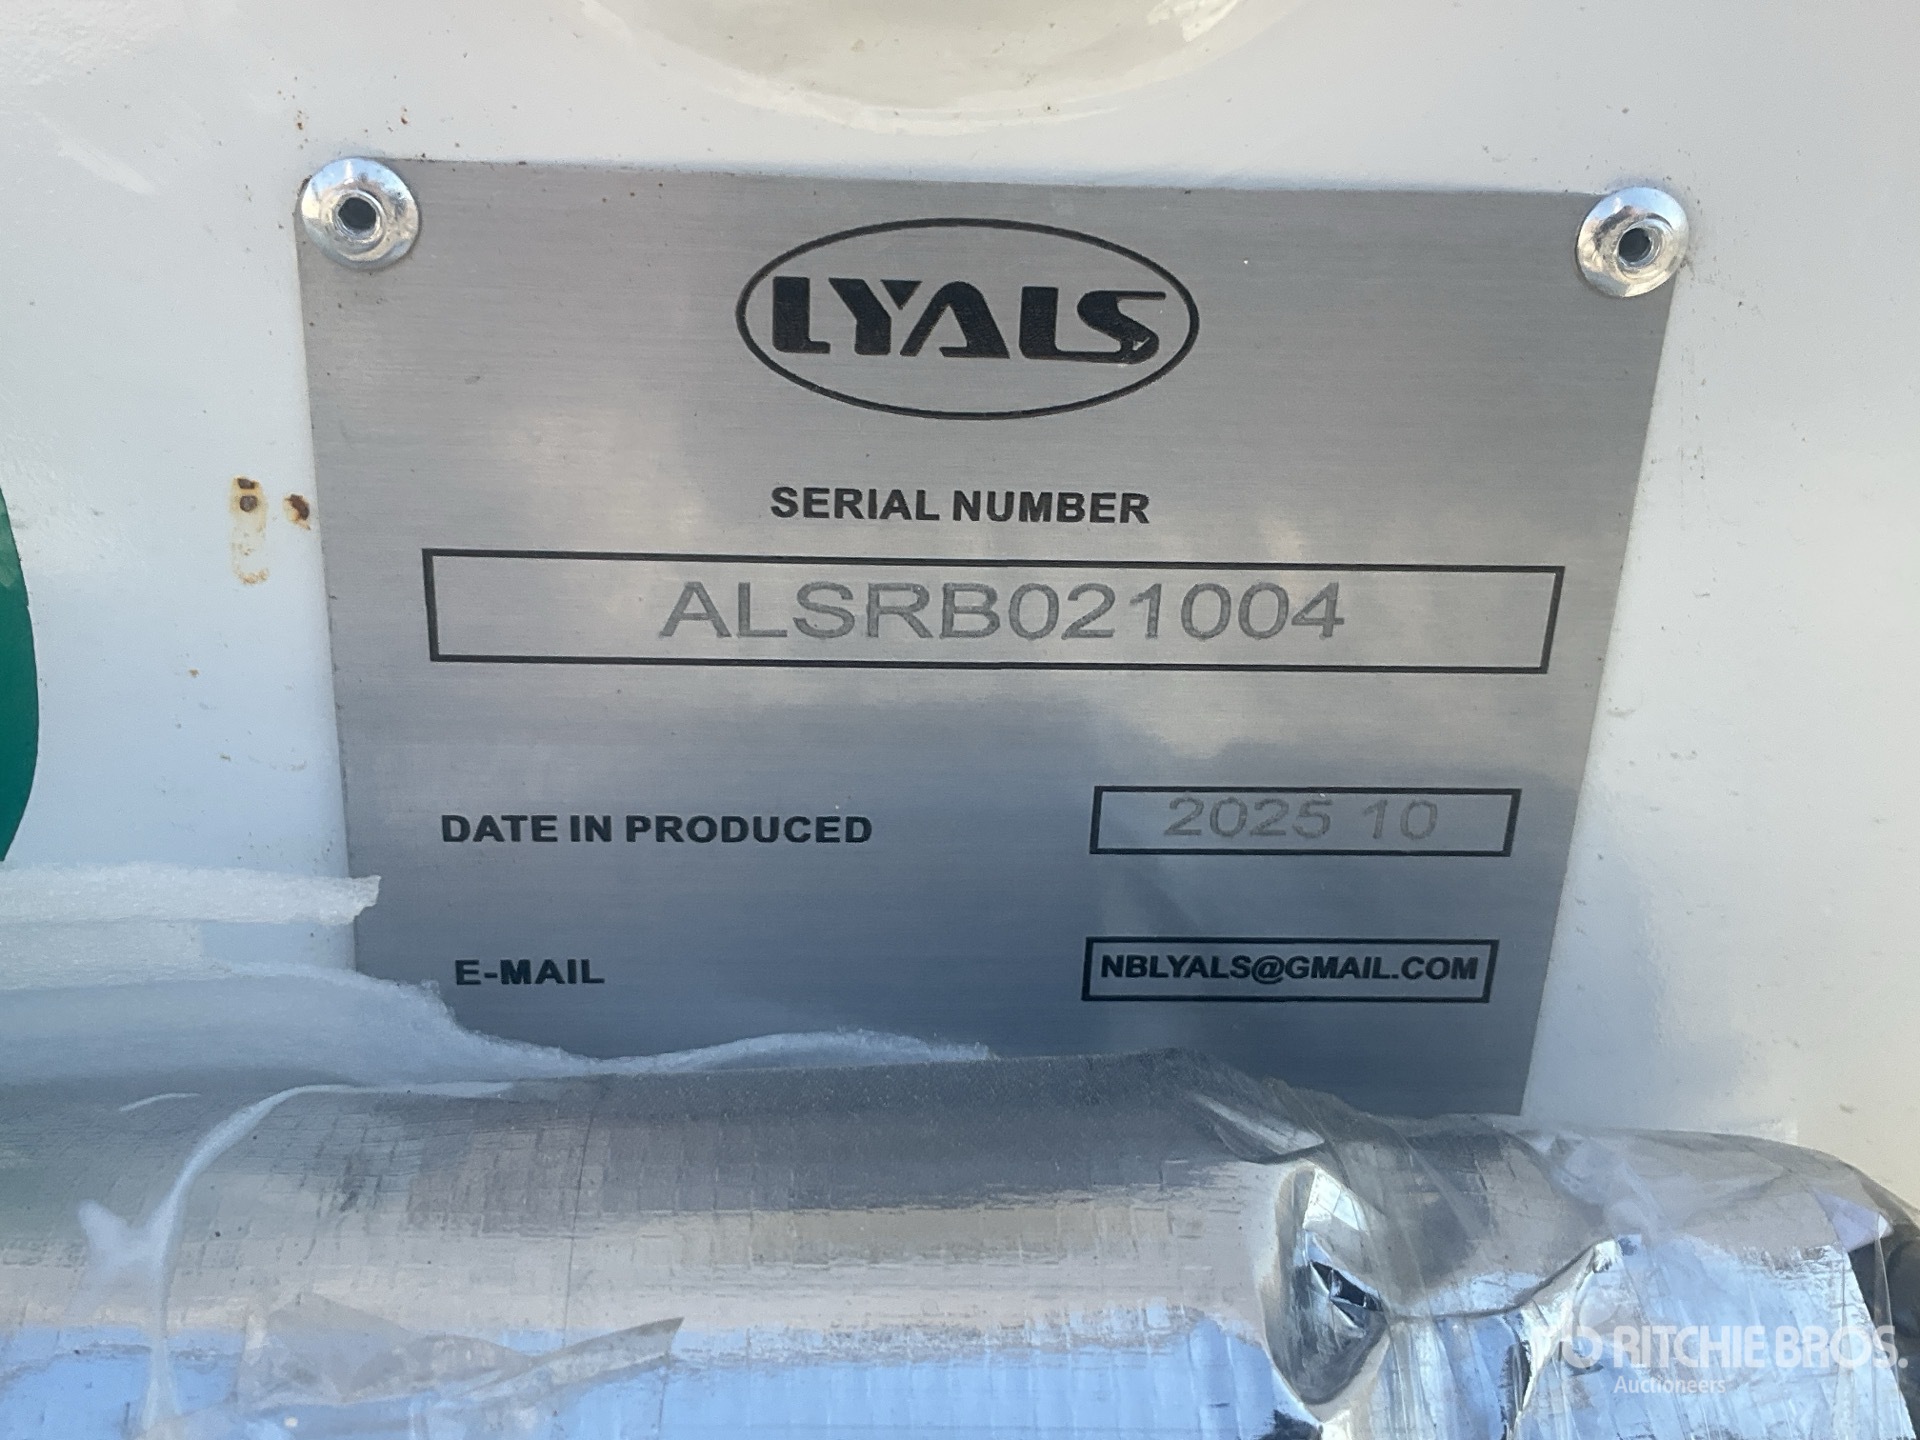 LYALS
SERIAL NUMBER
ALSRB021004
DATE IN PRODUCED
2025 10
E-MAIL
NBLYALS@GMAIL.COM
RITCHIE BROS.
Auctioneers